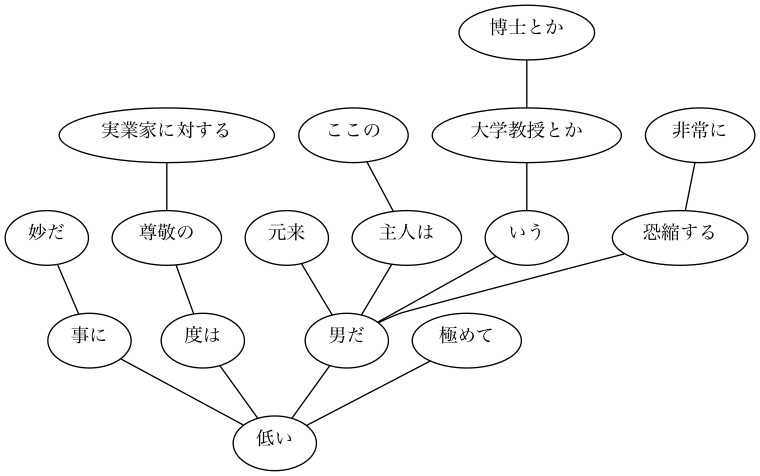 博士とか
実業家に対する
ここの
大学教授とか
非常に
妙だ
尊敬の
元来
主人は
いう
恐縮する
事に
度は
男だ
極めて
低い